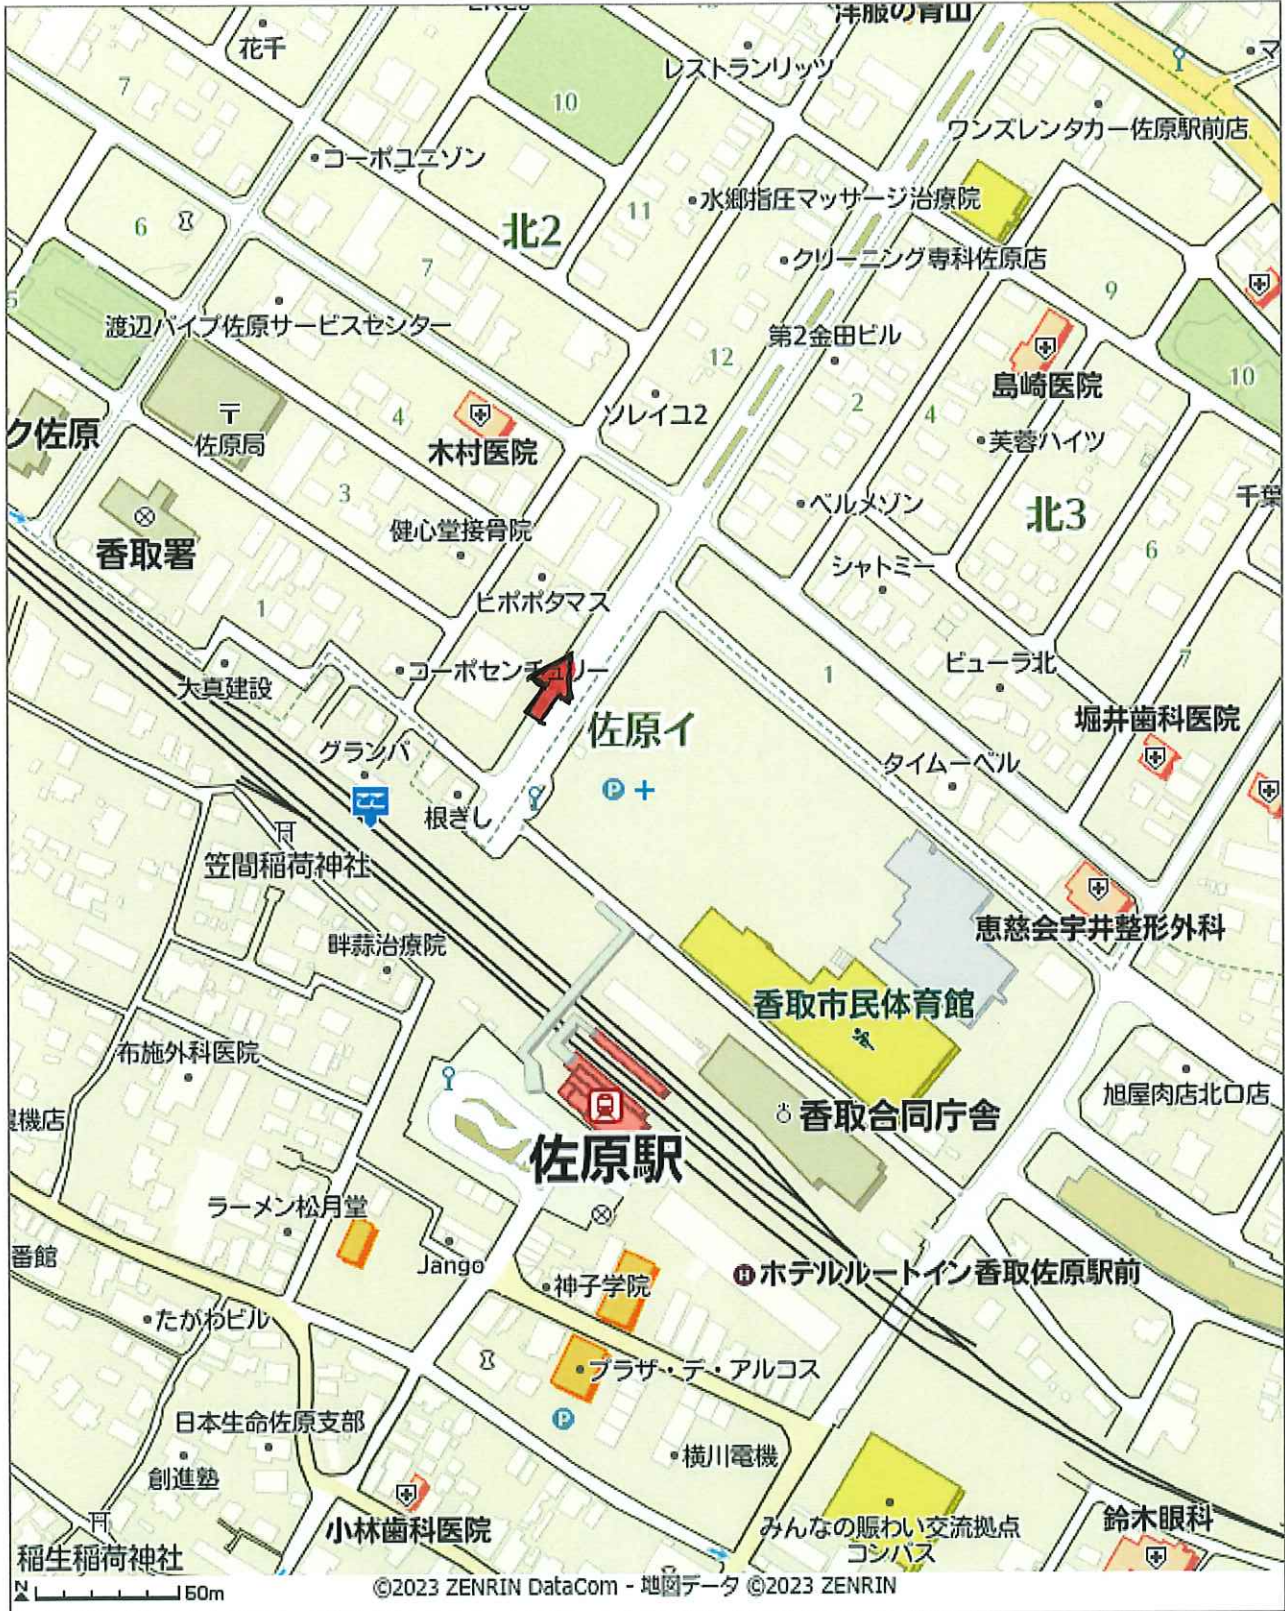 洋服の青山
花千
レストランリッツ
7
10
ワンズレンタカー佐原駅前店
コーポユニゾン
水郷指圧マッサージ治療院
11
6
北2
7
クリーニング専科佐原店
9
5
渡辺パイプ佐原サービスセンター
第2金田ビル
12
島崎医院
10
ソレイユ2
2
4
4
ク佐原
佐原局
木村医院
芙蓉ハイツ
3
ベルメゾン
千葉
北3
健心堂接骨院
香取署
6
シャトミー
ヒポポタマス
1
コーポセンチュリー
ビューラ北
7
大真建設
1
佐原イ
堀井歯科医院
グランパ
タイムーベル
P +
根ぎし
笠間稲荷神社
恵慈会宇井整形外科
畔蒜治療院
香取市民体育館
布施外科医院
旭屋肉店北口店
機店
香取合同庁舎
佐原駅
ラーメン松月堂
番館
Jango
神子学院
H ホテルルートイン香取佐原駅前
たがわビル
プラザ・デ・アルコス
P
日本生命佐原支部
横川電機
創進塾
小林歯科医院
みんなの賑わい交流拠点
コンパス
鈴木眼科
稲生稲荷神社
N
50m
©2023 ZENRIN DataCom - 地図データ ©2023 ZENRIN